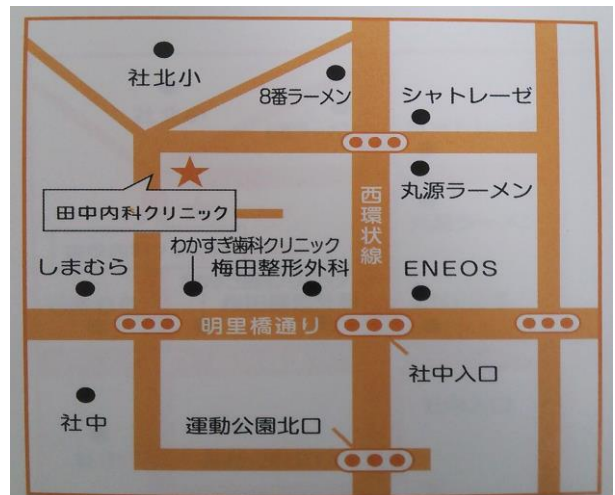 社北小
8番ラーメン
シャトレーゼ
丸源ラーメン
西環状線
田中内科クリニック
わかすぎ歯科クリニック
しまむら
梅田整形外科
ENEOS
明里橋通り
社中入口
社中
運動公園北口